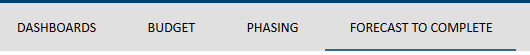 DASHBOARDS BUDGET PHASING FORECAST TO COMPLETE